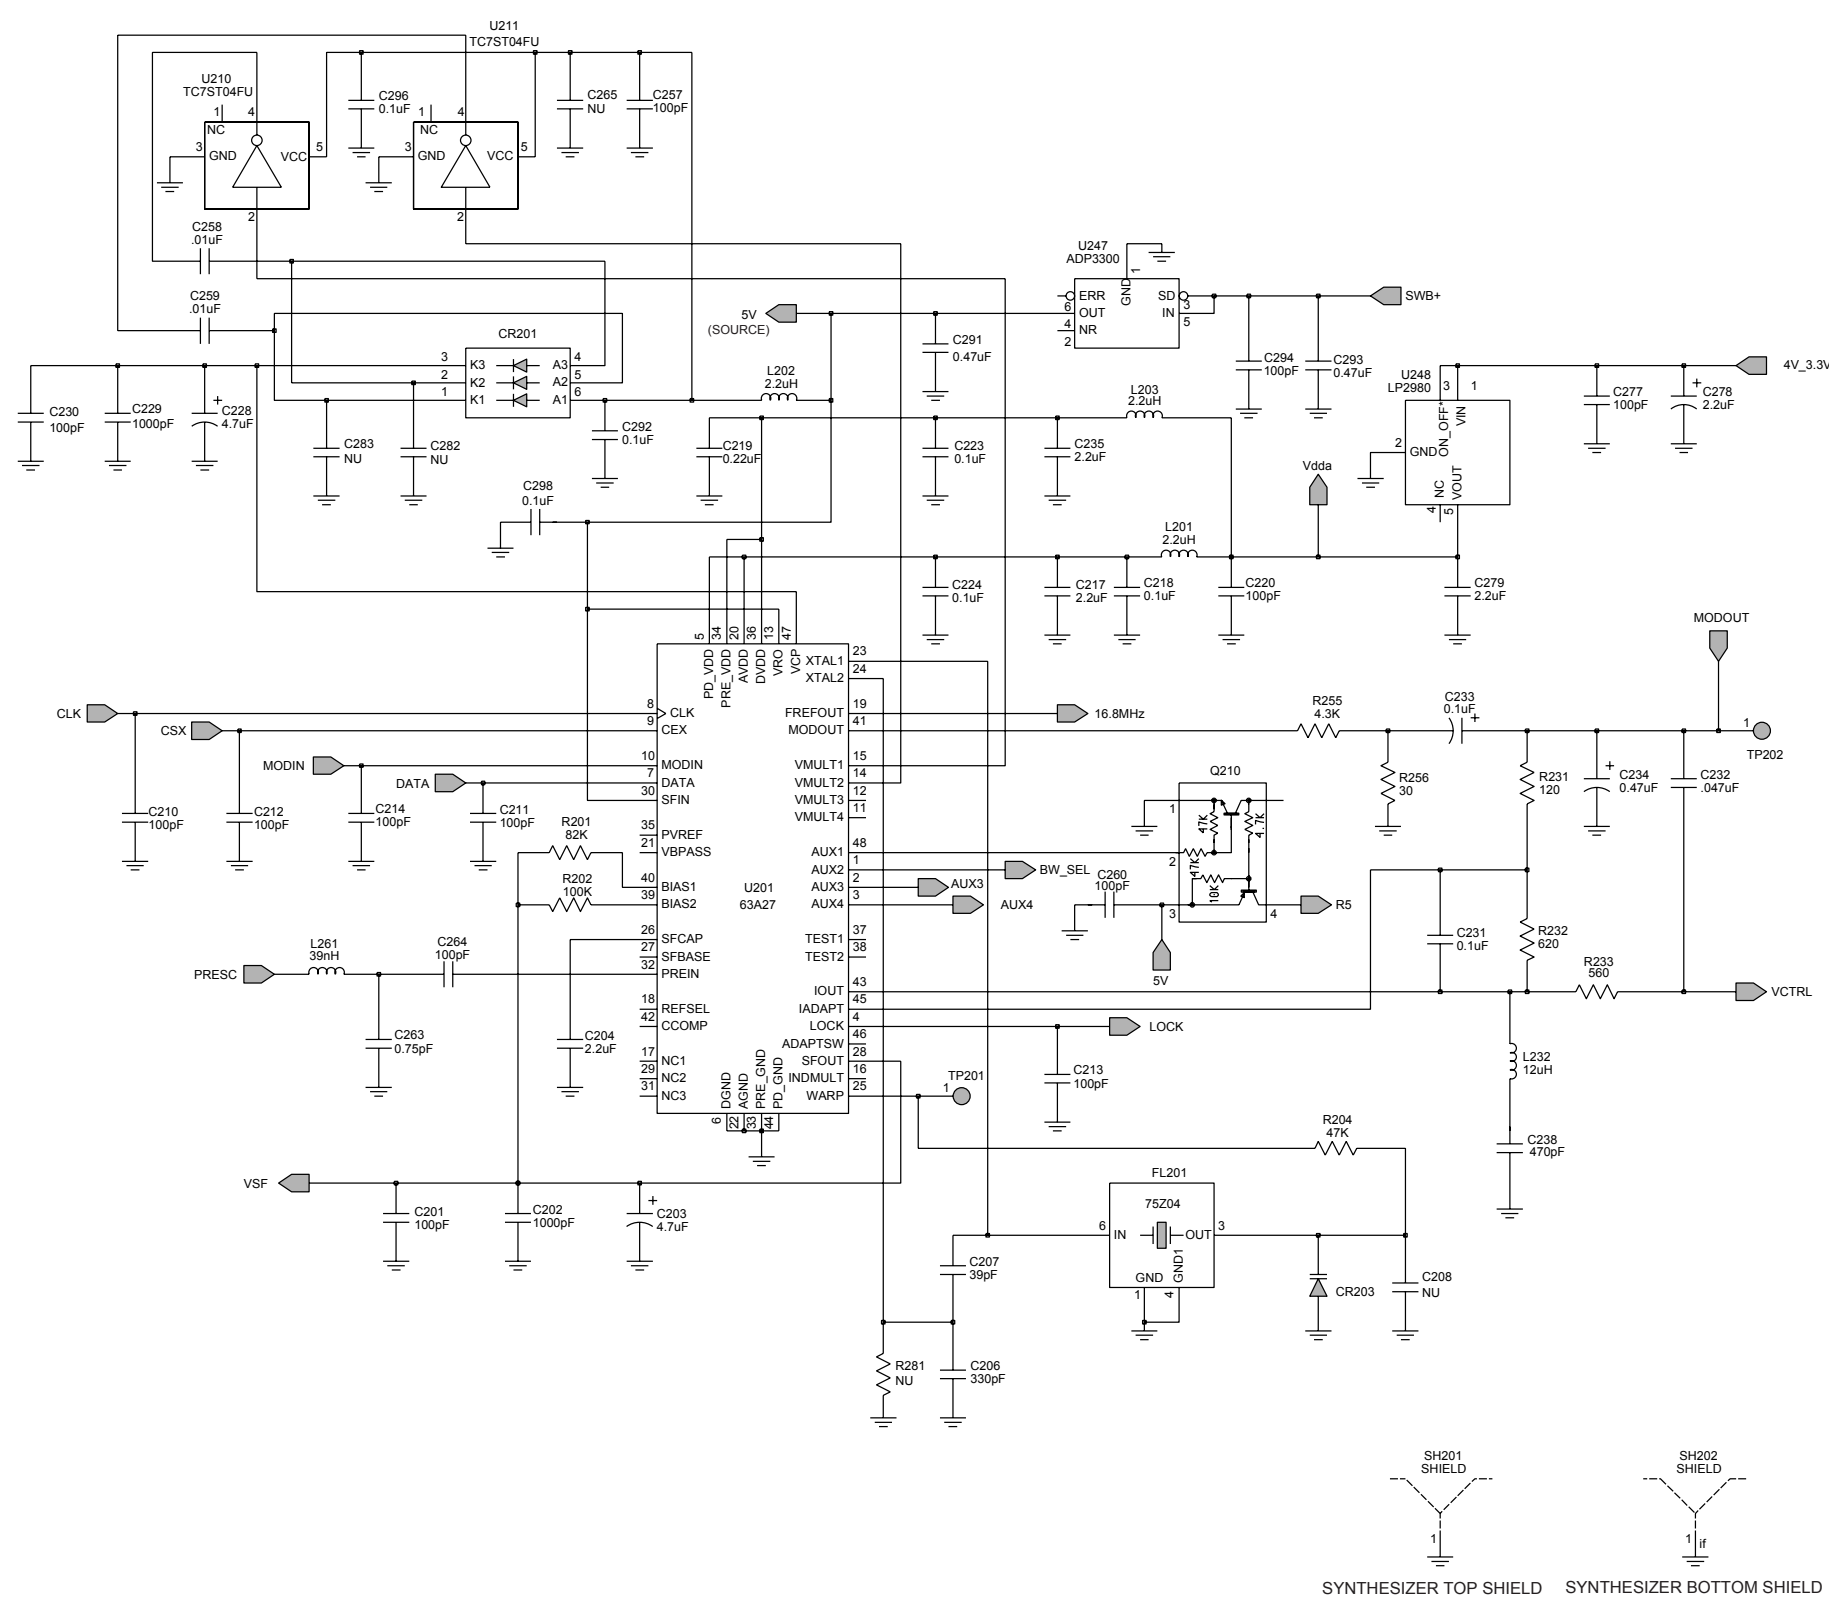 U211
TC7ST04FU
U210
TC7ST04FU
1
4
NC
3
GND
VCC
5
2
C296
0.1uF
1
4
NC
3
GND
VCC
5
2
C265
NU
C257
100pF
C258
.01uF
C259
.01uF
CR201
3
K3
A3
4
2
K2
A2
5
1
K1
A1
6
C230
100pF
C229
1000pF
+
C228
4.7uF
C283
NU
C282
NU
C292
0.1uF
C298
0.1uF
5V
(SOURCE)
L202
2.2uH
U247
ADP3300
GND
1
ERR
SD
3
6
OUT
IN
5
4
NR
2
SWB+
C291
0.47uF
C294
100pF
C293
0.47uF
U248
LP2980
3
1
ON_OFF*
VIN
2
GND
NC
VOUT
4
5
4V_3.3V
C277
100pF
+
C278
2.2uF
L203
2.2uH
C219
0.22uF
C223
0.1uF
C235
2.2uF
Vdda
L201
2.2uH
C224
0.1uF
C217
2.2uF
C218
0.1uF
C220
100pF
C279
2.2uF
MODOUT
5
34
20
36
13
47
PD_VDD
PRE_VDD
AVDD
DVDD
VRO
VCP
XTAL1
23
XTAL2
24
CLK
8
CLK
FREFOUT
19
16.8MHz
CSX
9
CEX
MODOUT
41
MODIN
10
MODIN
VMULT1
15
DATA
7
DATA
VMULT2
14
30
SFIN
VMULT3
12
VMULT4
11
35
PVREF
21
VBPASS
AUX1
48
AUX2
1
BW_SEL
40
BIAS1
AUX3
2
AUX3
39
BIAS2
AUX4
3
AUX4
U201
63A27
26
SFCAP
TEST1
37
27
SFBASE
TEST2
38
32
PREIN
IOUT
43
18
REFSEL
IADAPT
45
42
CCOMP
LOCK
4
LOCK
ADAPTSW
46
17
NC1
SFOUT
28
29
NC2
INDMULT
16
31
NC3
WARP
25
DGND
AGND
PRE_GND
PD_GND
6
22
33
44
C210
100pF
C212
100pF
C214
100pF
C211
100pF
R201
82K
R202
100K
PRESC
L261
39nH
C264
100pF
C263
0.75pF
C204
2.2uF
R255
4.3K
C233
0.1uF
+
1
TP202
R256
30
R231
120
+
C234
0.47uF
C232
.047uF
Q210
1
2
3
4
47K
4.7K
47K
10K
C260
100pF
5V
R5
C231
0.1uF
R232
620
R233
560
VCTRL
L232
12uH
C238
470pF
C213
100pF
1
TP201
R204
47K
VSF
C201
100pF
C202
1000pF
+
C203
4.7uF
FL201
75Z04
6
IN
OUT
3
GND
GND1
1
4
C207
39pF
CR203
C208
NU
R281
NU
C206
330pF
SH201
SHIELD
1
SYNTHESIZER TOP SHIELD
SH202
SHIELD
1
if
SYNTHESIZER BOTTOM SHIELD